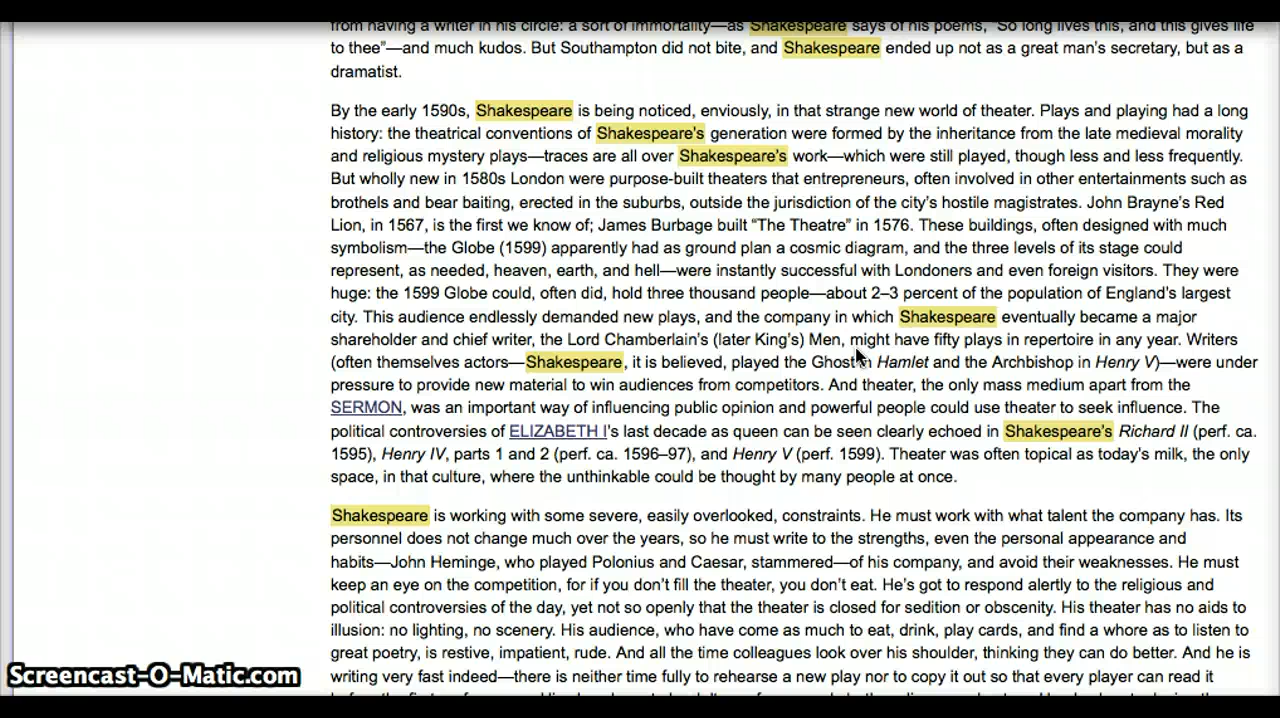 from having a writer in his circle: a sort of immortality—as Shakespeare says of his poems, "So long lives this, and this gives life
to thee"—and much kudos. But Southampton did not bite, and Shakespeare ended up not as a great man's secretary, but as a
dramatist.
By the early 1590s, Shakespeare is being noticed, enviously, in that strange new world of theater. Plays and playing had a long
history: the theatrical conventions of Shakespeare's generation were formed by the inheritance from the late medieval morality
and religious mystery plays—traces are all over Shakespeare's work—which were still played, though less and less frequently.
But wholly new in 1580s London were purpose-built theaters that entrepreneurs, often involved in other entertainments such as
brothels and bear baiting, erected in the suburbs, outside the jurisdiction of the city's hostile magistrates. John Brayne's Red
Lion, in 1567, is the first we know of; James Burbage built "The Theatre" in 1576. These buildings, often designed with much
symbolism—the Globe (1599) apparently had as ground plan a cosmic diagram, and the three levels of its stage could
represent, as needed, heaven, earth, and hell—were instantly successful with Londoners and even foreign visitors. They were
huge: the 1599 Globe could, often did, hold three thousand people—about 2–3 percent of the population of England's largest
city. This audience endlessly demanded new plays, and the company in which Shakespeare eventually became a major
shareholder and chief writer, the Lord Chamberlain's (later King's) Men, might have fifty plays in repertoire in any year. Writers
(often themselves actors—Shakespeare, it is believed, played the Ghost in Hamlet and the Archbishop in Henry V)—were under
pressure to provide new material to win audiences from competitors. And theater, the only mass medium apart from the
SERMON, was an important way of influencing public opinion and powerful people could use theater to seek influence. The
political controversies of ELIZABETH I's last decade as queen can be seen clearly echoed in Shakespeare's Richard II (perf. ca.
1595), Henry IV, parts 1 and 2 (perf. ca. 1596–97), and Henry V (perf. 1599). Theater was often topical as today's milk, the only
space, in that culture, where the unthinkable could be thought by many people at once.
Shakespeare is working with some severe, easily overlooked, constraints. He must work with what talent the company has. Its
personnel does not change much over the years, so he must write to the strengths, even the personal appearance and
habits—John Heminge, who played Polonius and Caesar, stammered—of his company, and avoid their weaknesses. He must
keep an eye on the competition, for if you don't fill the theater, you don't eat. He's got to respond alertly to the religious and
political controversies of the day, yet not so openly that the theater is closed for sedition or obscenity. His theater has no aids to
illusion: no lighting, no scenery. His audience, who have come as much to eat, drink, play cards, and find a whore as to listen to
great poetry, is restive, impatient, rude. And all the time colleagues look over his shoulder, thinking they can do better. And he is
writing very fast indeed—there is neither time fully to rehearse a new play nor to copy it out so that every player can read it
Screencast-O-Matic.com